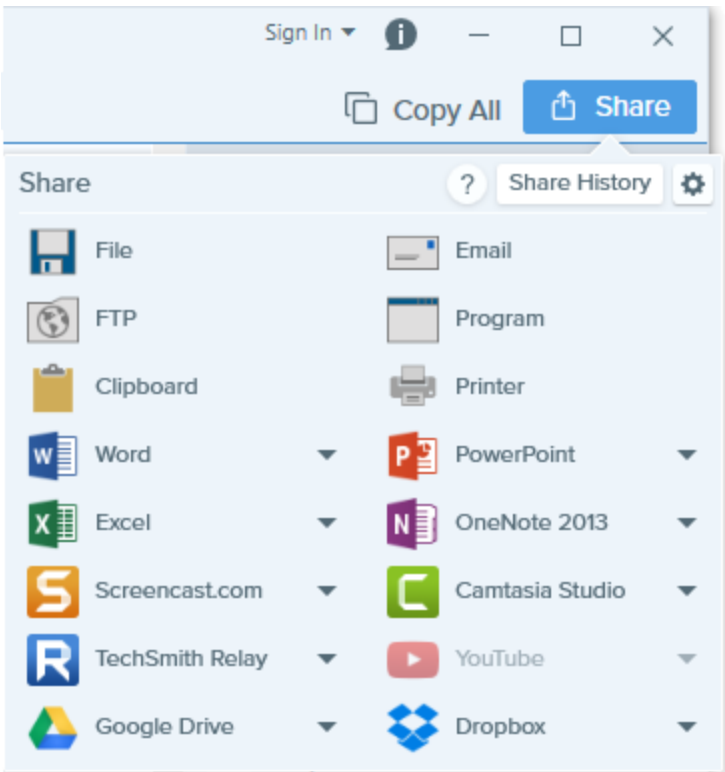 Sign In
Copy All Share
Share ? Share History
File Email
FTP Program
Clipboard Printer
Word PowerPoint
Excel OneNote 2013
Screencast.com Camtasia Studio
TechSmith Relay YouTube
Google Drive Dropbox